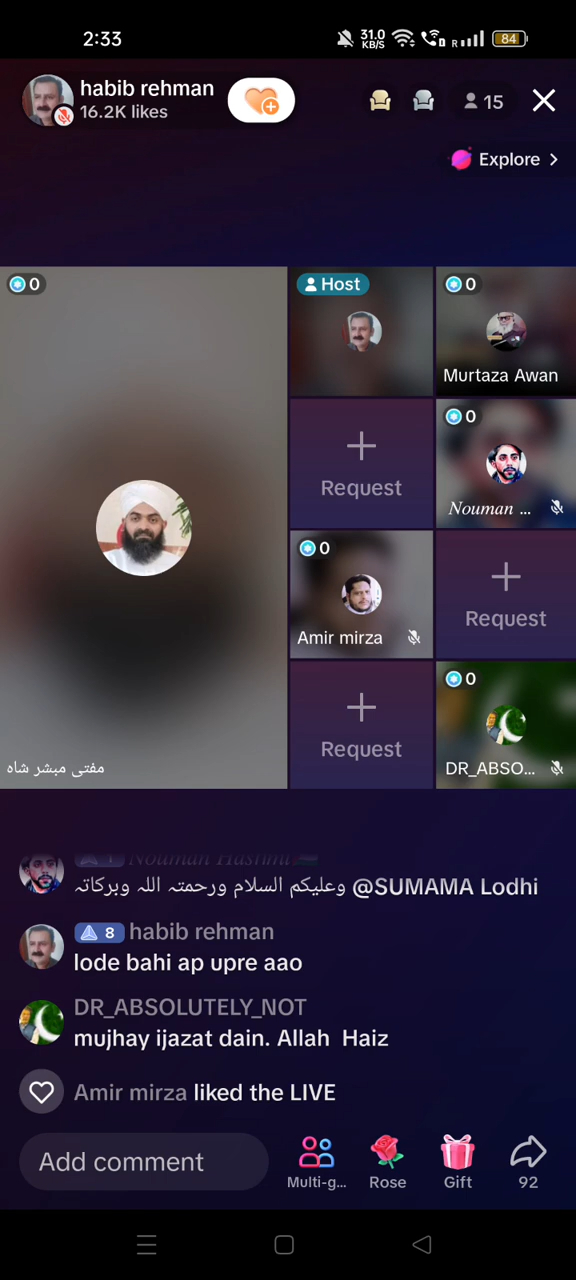 2:33
31.0
KB/S
R
84
habib rehman
16.2K likes
15
Explore
0
Host
0
Murtaza Awan
Request
0
Nouman ...
0
Amir mirza
Request
Request
0
DR_ABSO...
مفتی مبشر شاہ
1 Nouman Hashmi
وعلیکم السلام ورحمتہ اللہ وبرکاتہ @SUMAMA Lodhi
8 habib rehman
lode bahi ap upre aao
DR_ABSOLUTELY_NOT
mujhay ijazat dain. Allah Haiz
Amir mirza liked the LIVE
Add comment
Multi-g...
Rose
Gift
92